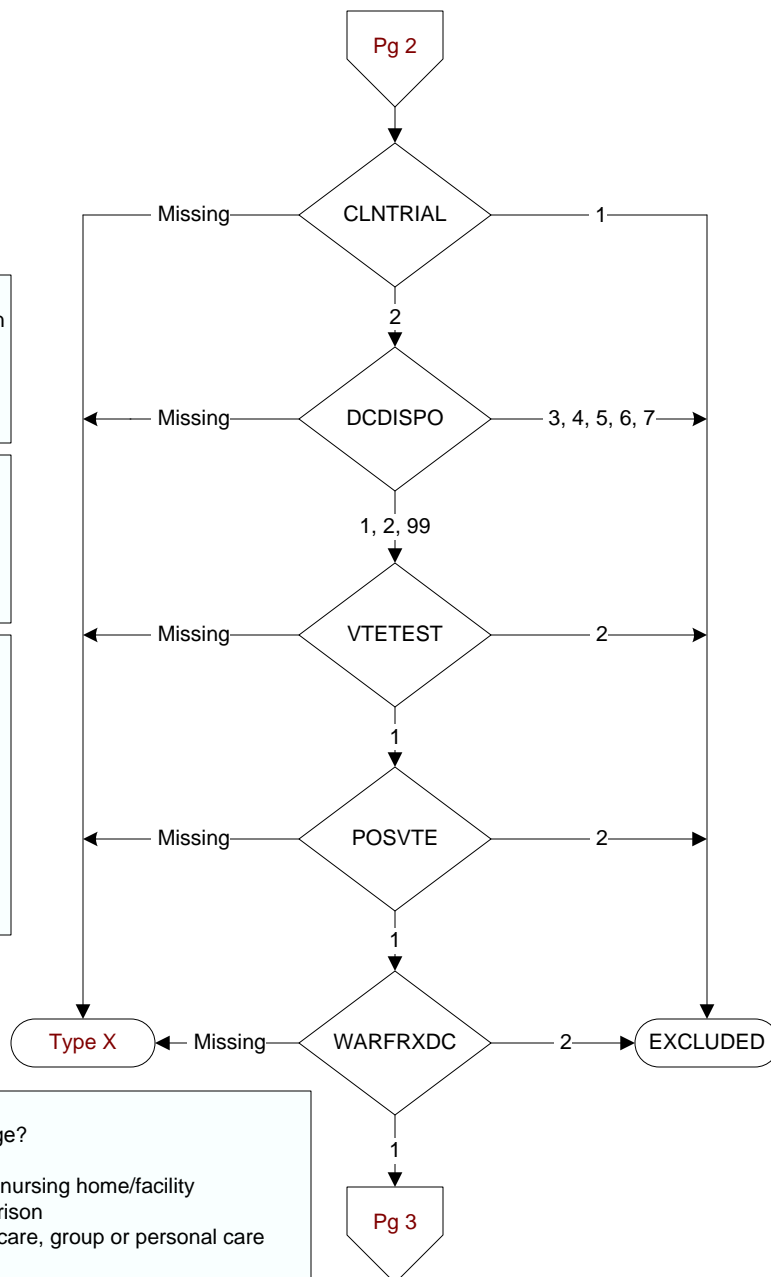 Pg 2
Missing
CLNTRIAL
1
2
Missing
DCDISPO
3, 4, 5, 6, 7
1, 2, 99
Missing
VTETEST
2
1
Missing
POSVTE
2
1
Type X
Missing
WARFRXDC
2
EXCLUDED
1
nursing home/facility
care, group or personal care
Pg 3